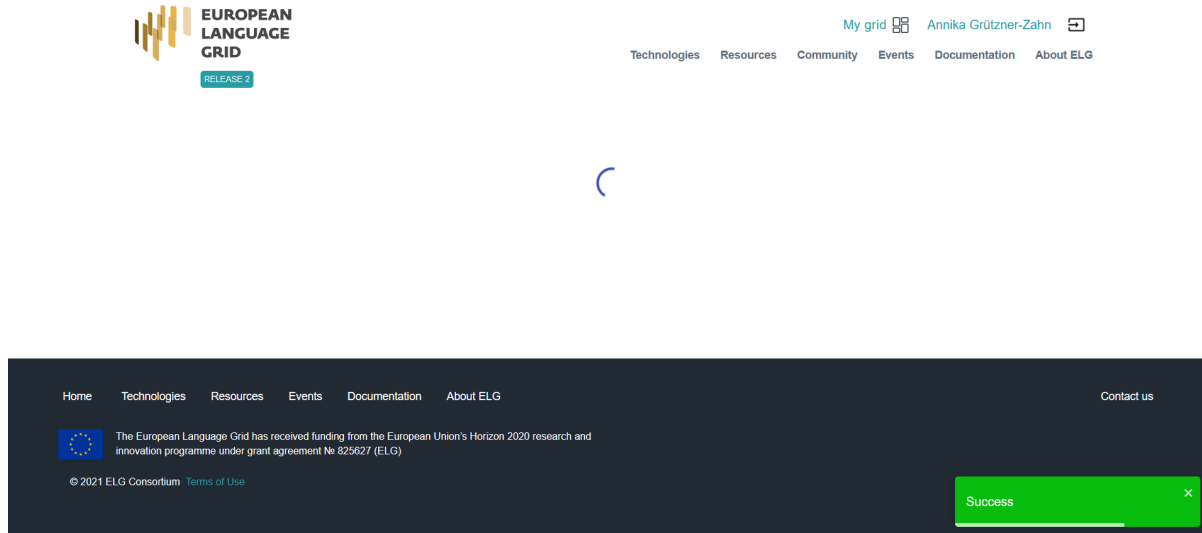 EUROPEAN
LANGUAGE
GRID
RELEASE 2
My grid Annika Grützner-Zahn
Technologies Resources Community Events Documentation About ELG
Home Technologies Resources Events Documentation About ELG Contact us
The European Language Grid has received funding from the European Union's Horizon 2020 research and
innovation programme under grant agreement № 825627 (ELG)
© 2021 ELG Consortium Terms of Use
Success